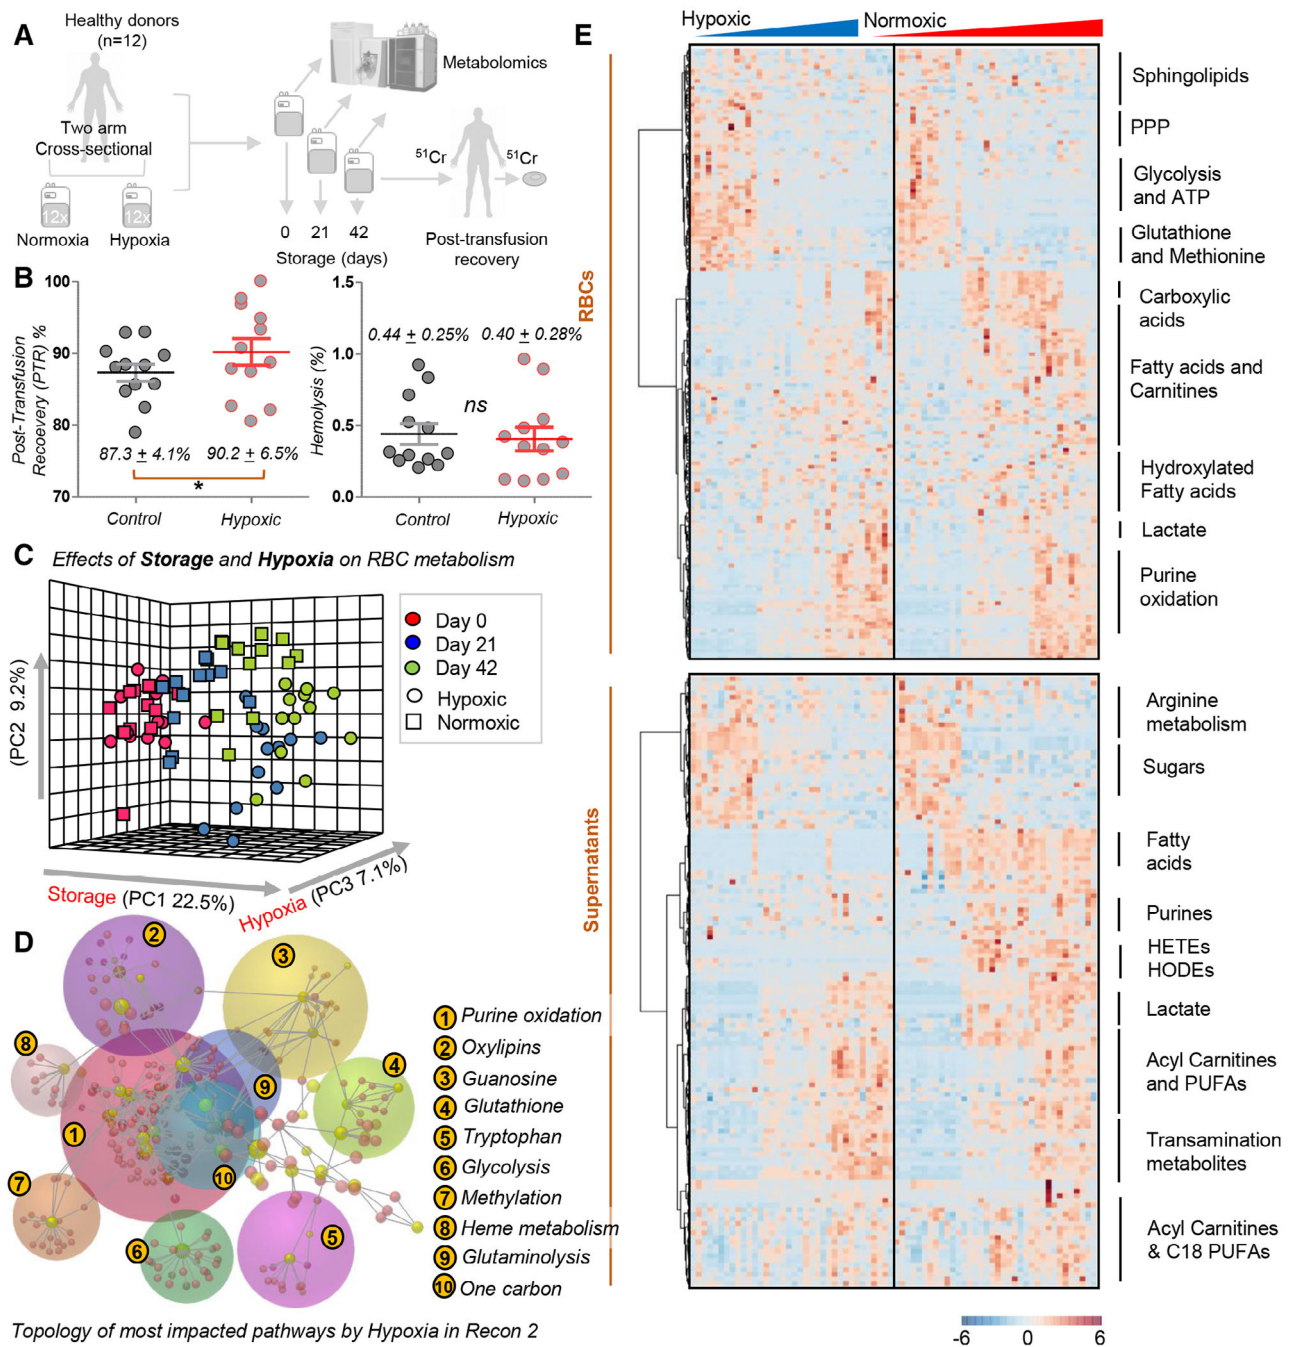 A
Healthy donors
(n=12)
Two arm
Cross-sectional
12x
12x
Normoxia
Hypoxia
Metabolomics
51Cr
51Cr
0
21
42
Storage (days)
Post-transfusion
recovery
B
100
90
80
70
Post-Transfusion
Recoevery (PTR) %
87.3 ± 4.1%
90.2 ± 6.5%
*
Control
Hypoxic
1.5
1.0
0.5
0.0
Hemolysis (%)
0.44 ± 0.25%
0.40 ± 0.28%
ns
Control
Hypoxic
C
Effects of Storage and Hypoxia on RBC metabolism
Day 0
Day 21
Day 42
Hypoxic
Normoxic
(PC2 9.2%)
Storage (PC1 22.5%)
Hypoxia (PC3 7.1%)
D
2
3
8
4
9
1
10
7
6
5
1 Purine oxidation
2 Oxylipins
3 Guanosine
4 Glutathione
5 Tryptophan
6 Glycolysis
7 Methylation
8 Heme metabolism
9 Glutaminolysis
10 One carbon
Topology of most impacted pathways by Hypoxia in Recon 2
E
Hypoxic
Normoxic
RBCs
Sphingolipids
PPP
Glycolysis
and ATP
Glutathione
and Methionine
Carboxylic
acids
Fatty acids and
Carnitines
Hydroxylated
Fatty acids
Lactate
Purine
oxidation
Supernatants
Arginine
metabolism
Sugars
Fatty
acids
Purines
HETEs
HODEs
Lactate
Acyl Carnitines
and PUFAs
Transamination
metabolites
Acyl Carnitines
& C18 PUFAs
-6
0
6